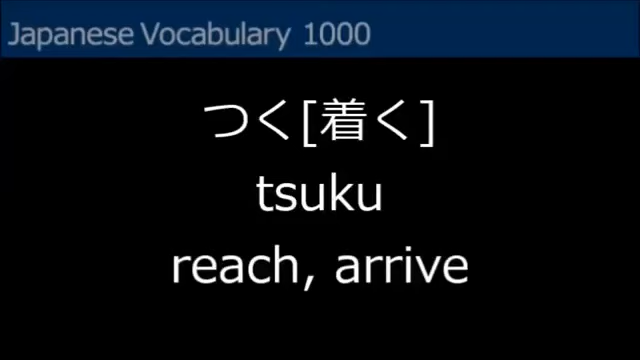 Japanese Vocabulary 1000
つく[着く]
tsuku
reach, arrive